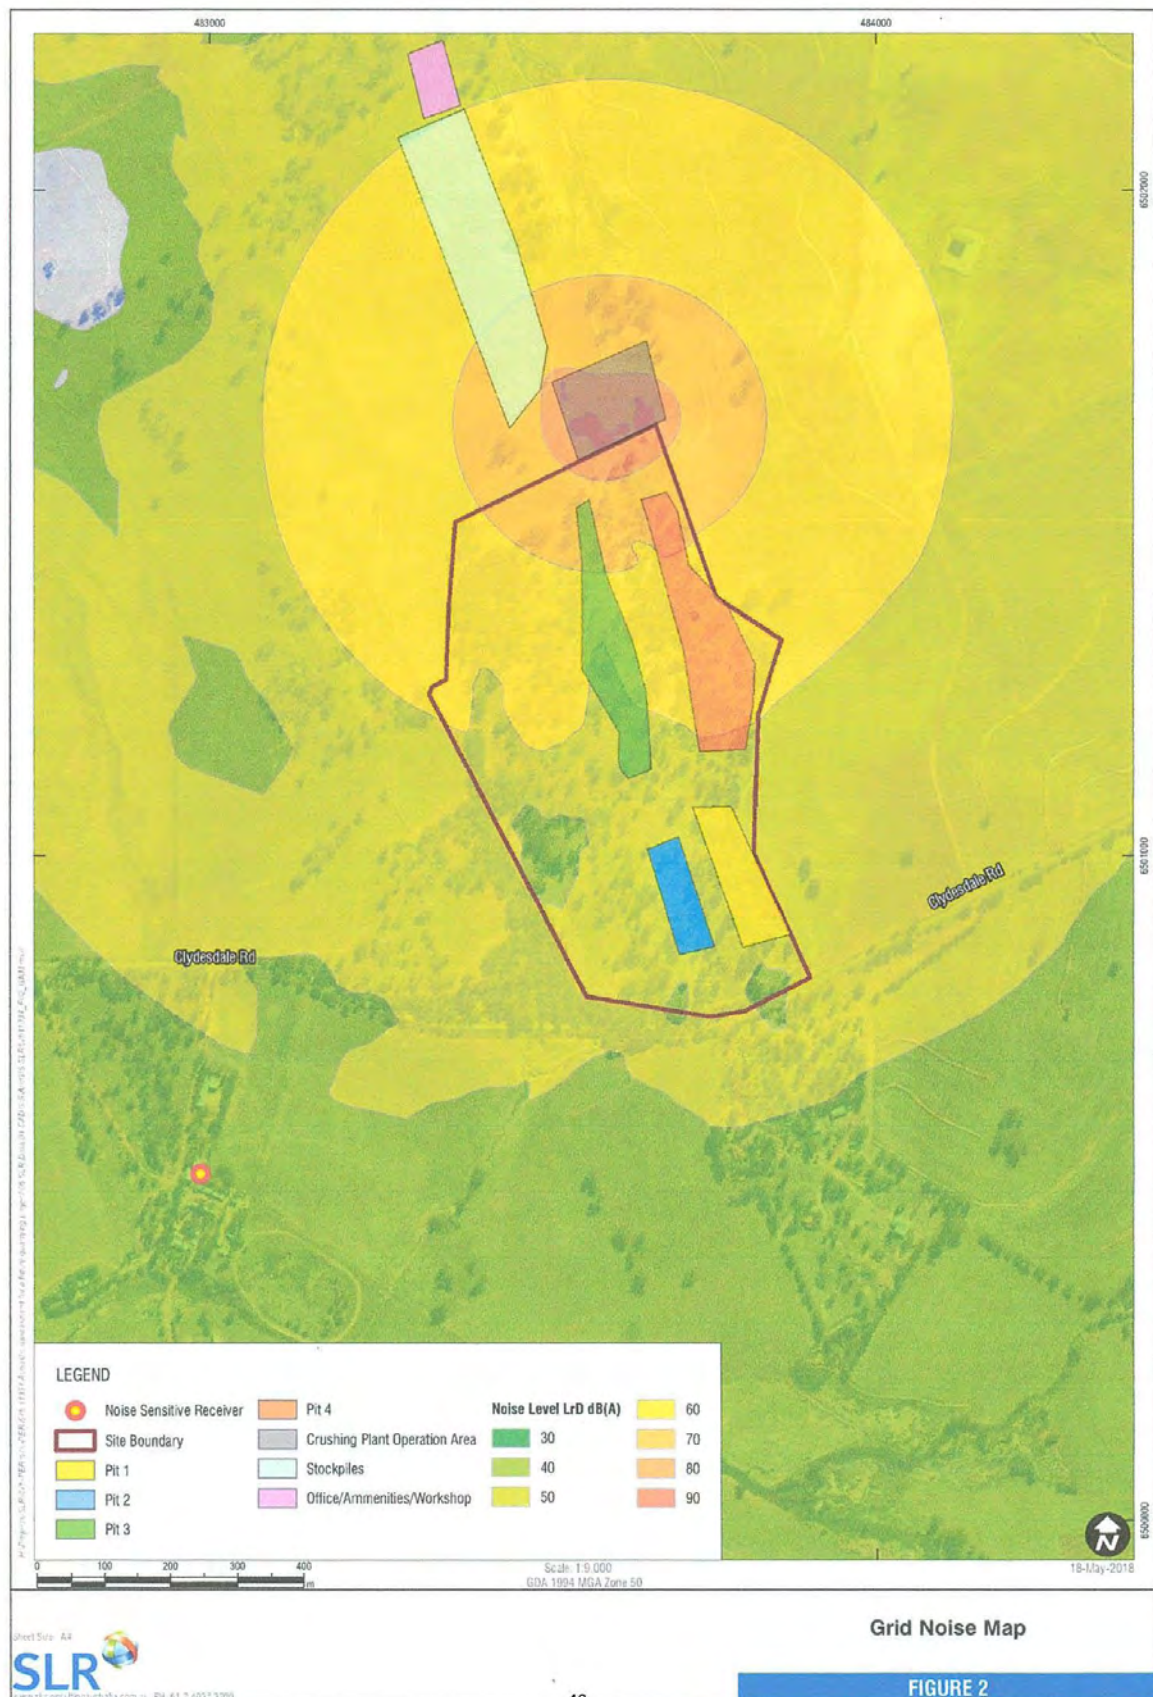 483000
484000
6502000
6501000
Clydesdale Rd
Clydesdale Rd
6500000
LEGEND
Noise Sensitive Receiver
Site Boundary
Pit 1
Pit 2
Pit 3
Pit 4
Crushing Plant Operation Area
Stockpiles
Office/Ammenities/Workshop
Noise Level LrD dB(A)
30
40
50
60
70
80
90
N
0 100 200 300 400
m
Scale: 1:9,000
GDA 1994 MGA Zone 50
18-May-2018
Sheet Size: A4
SLR
Grid Noise Map
FIGURE 2